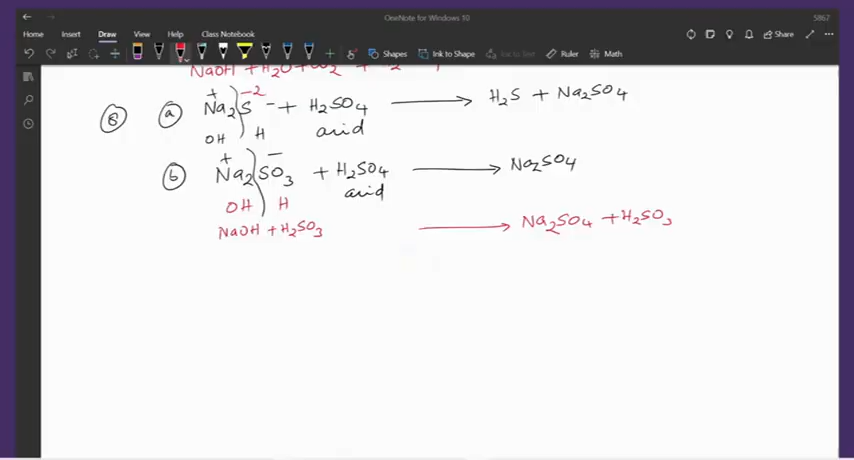 OneNote for Windows 10
5862
Home Insert Draw View Help Class Notebook
Share
Shapes Ink to Shape Ink to Text Ruler Math
NaOH + H2O + CO2 +
⑧ ⓐ Na2S + H2SO4 → H2S + Na2SO4
+ -2 -
OH H acid
ⓑ Na2SO3 + H2SO4 → Na2SO4
+ -
OH H acid
NaOH + H2SO3 → Na2SO4 + H2SO3